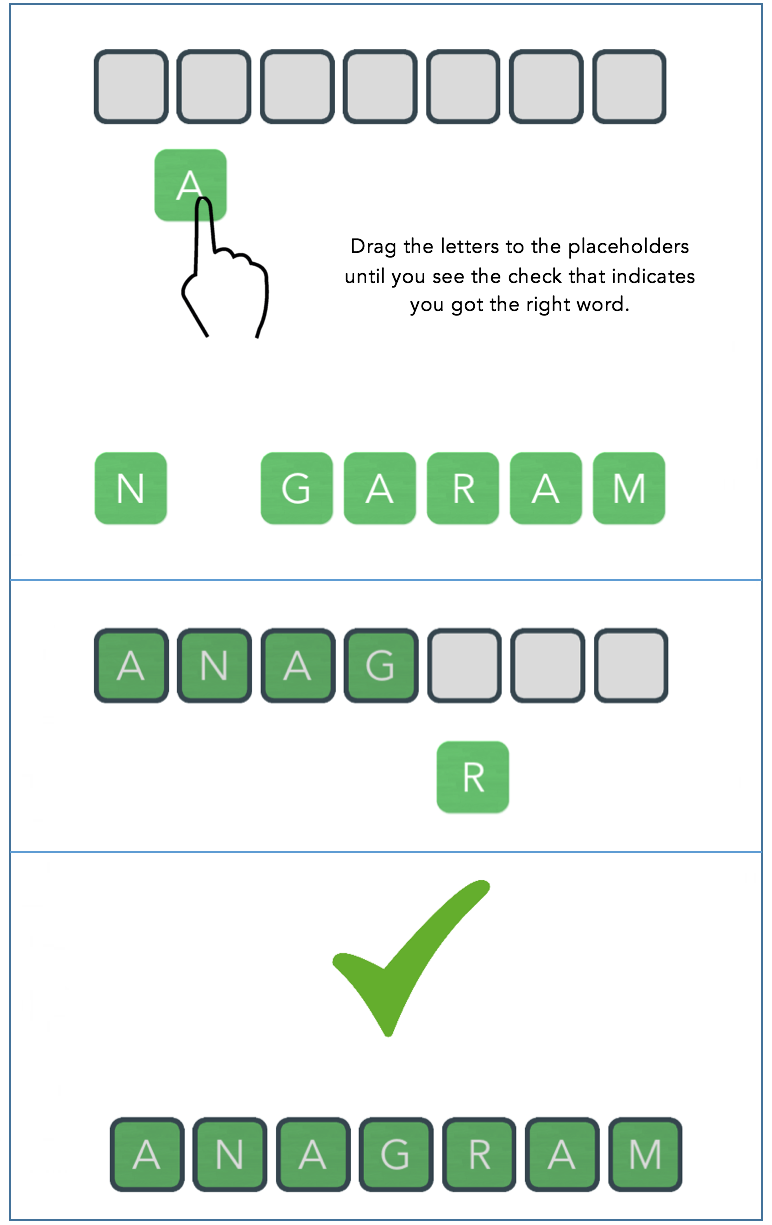 A
Drag the letters to the placeholders
until you see the check that indicates
you got the right word.
N G A R A M
A N A G
R
A N A G R A M